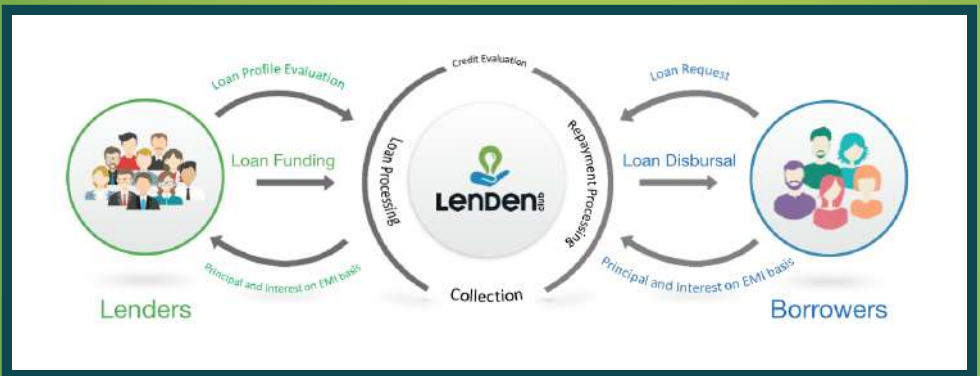 Loan Profile Evaluation
Loan Funding
Principal and Interest on EMI basis
Lenders
Credit Evaluation
Loan Processing
LenDen club
Repayment Processing
Collection
Loan Request
Loan Disbursal
Principal and Interest on EMI basis
Borrowers